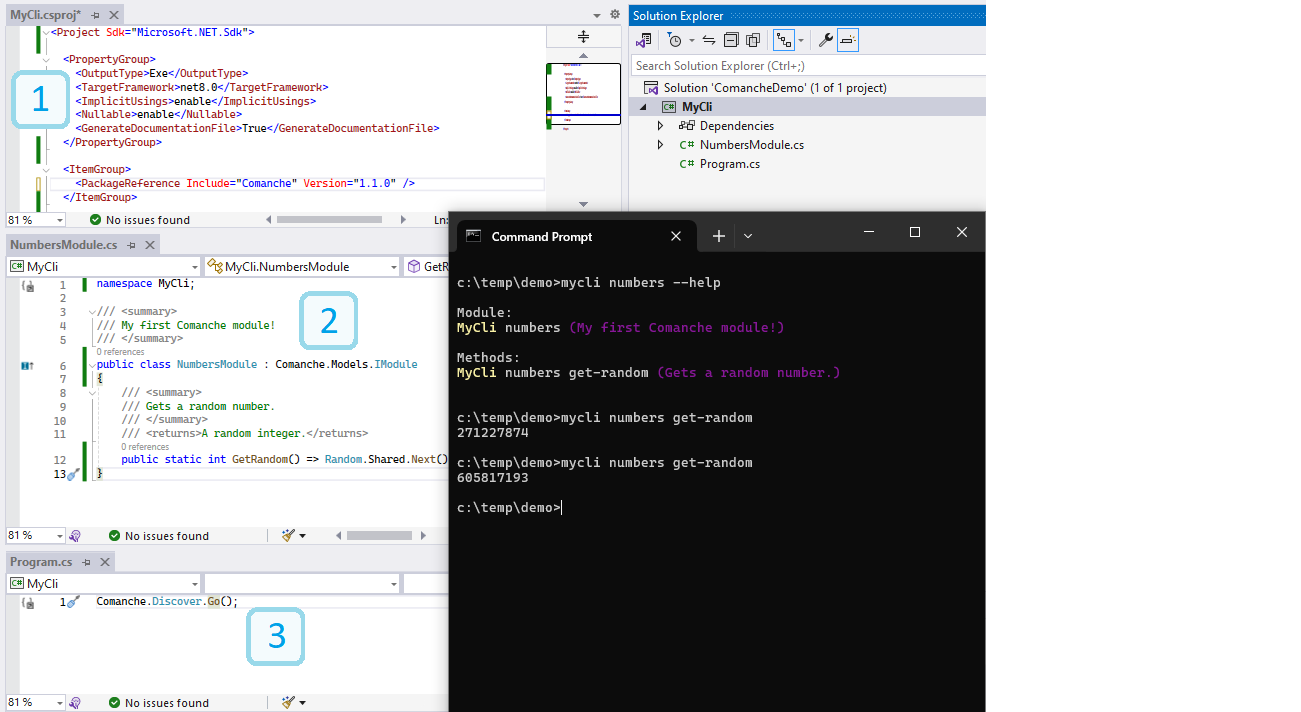 MyCli.csproj*
<Project Sdk="Microsoft.NET.Sdk">
<PropertyGroup>
<OutputType>Exe</OutputType>
<TargetFramework>net8.0</TargetFramework>
<ImplicitUsings>enable</ImplicitUsings>
<Nullable>enable</Nullable>
<GenerateDocumentationFile>True</GenerateDocumentationFile>
</PropertyGroup>
<ItemGroup>
<PackageReference Include="Comanche" Version="1.1.0" />
</ItemGroup>
1
81 %
No issues found
Ln:
Solution Explorer
Search Solution Explorer (Ctrl+;)
Solution 'ComancheDemo' (1 of 1 project)
C# MyCli
Dependencies
C# NumbersModule.cs
C# Program.cs
NumbersModule.cs
C# MyCli
MyCli.NumbersModule
GetR
1 namespace MyCli;
2
3 /// <summary>
4 /// My first Comanche module!
5 /// </summary>
0 references
6 public class NumbersModule : Comanche.Models.IModule
7 {
8 /// <summary>
9 /// Gets a random number.
10 /// </summary>
11 /// <returns>A random integer.</returns>
0 references
12 public static int GetRandom() => Random.Shared.Next()
13 }
2
81 %
No issues found
Program.cs
C# MyCli
1 Comanche.Discover.Go();
3
81 %
No issues found
Command Prompt
c:\temp\demo>mycli numbers --help
Module:
MyCli numbers (My first Comanche module!)
Methods:
MyCli numbers get-random (Gets a random number.)
c:\temp\demo>mycli numbers get-random
271227874
c:\temp\demo>mycli numbers get-random
605817193
c:\temp\demo>